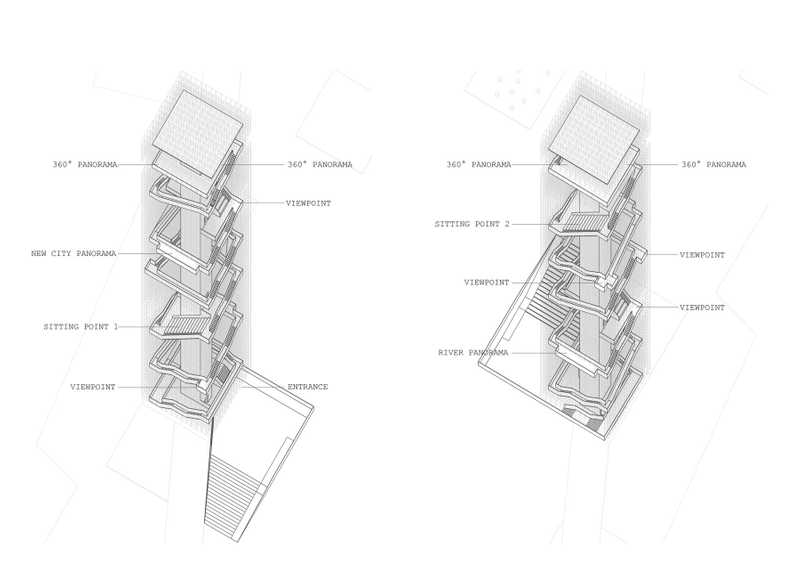 360° PANORAMA
360° PANORAMA
VIEWPOINT
NEW CITY PANORAMA
SITTING POINT 1
VIEWPOINT
ENTRANCE
360° PANORAMA
360° PANORAMA
SITTING POINT 2
VIEWPOINT
VIEWPOINT
VIEWPOINT
RIVER PANORAMA